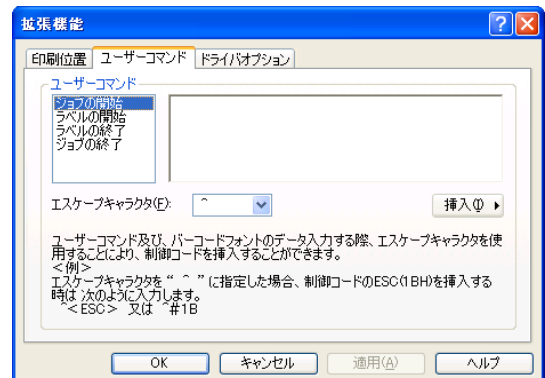 拡張機能
印刷位置 ユーザーコマンド ドライバオプション
ユーザーコマンド
ジョブの開始
ラベルの開始
ラベルの終了
ジョブの終了
エスケープキャラクタ(F): ^ 挿入(I)
ユーザーコマンド及び、バーコードフォントのデータ入力する際、エスケープキャラクタを使
用することにより、制御コードを挿入することができます。
<例>
エスケープキャラクタを “ ^ ” に指定した場合、制御コードのESC(1BH)を挿入する
時は 次のように入力します。
^<ESC> 又は ^#1B
OK キャンセル 適用(A) ヘルプ